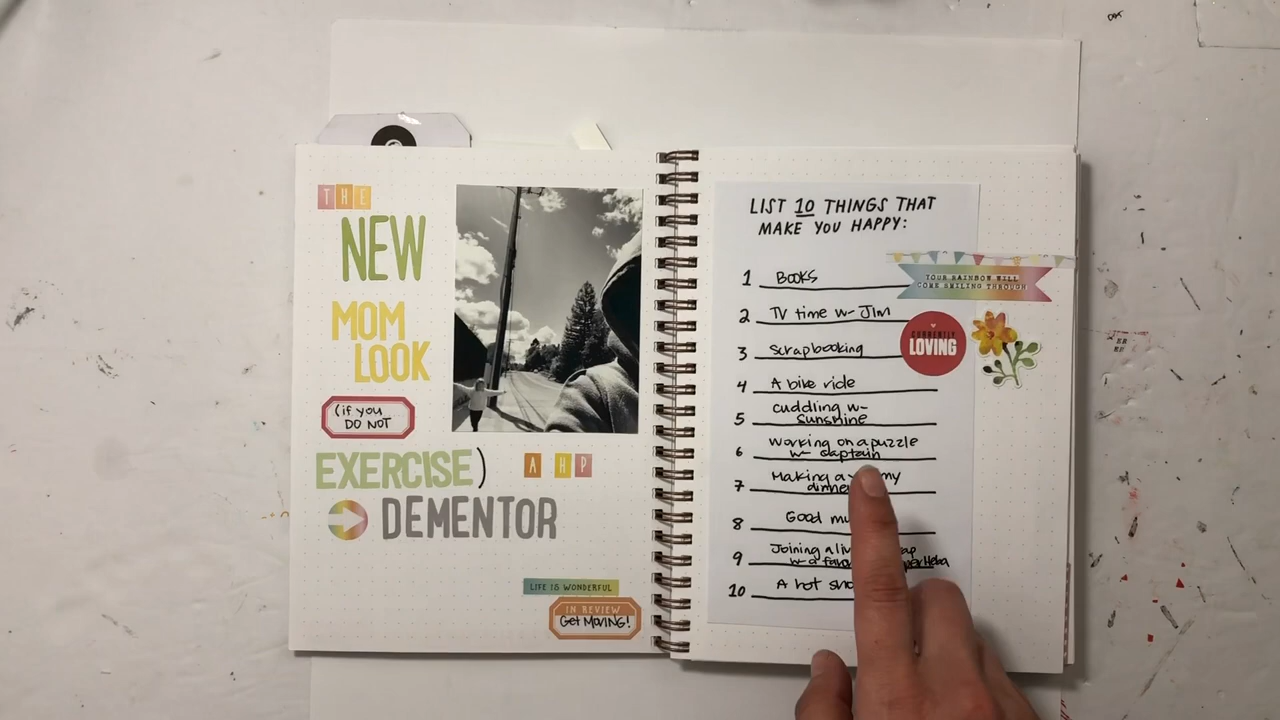 THE
NEW
MOM
LOOK
(if you
DO NOT
EXERCISE)
AHP
DEMENTOR
LIFE IS WONDERFUL
IN REVIEW
Get MOVING!
LIST 10 THINGS THAT
MAKE YOU HAPPY:
1 BOOKS
YOUR RAINBOW WILL
COME SMILING THROUGH
2 TV time w- JIm
CURRENTLY
LOVING
3 scrapbooking
4 A bike ride
5 cuddling w-
sunshine
6 Working on a puzzle
w- captain
7 Making a
8 Good
9 Joining a
w- a
10 A hot